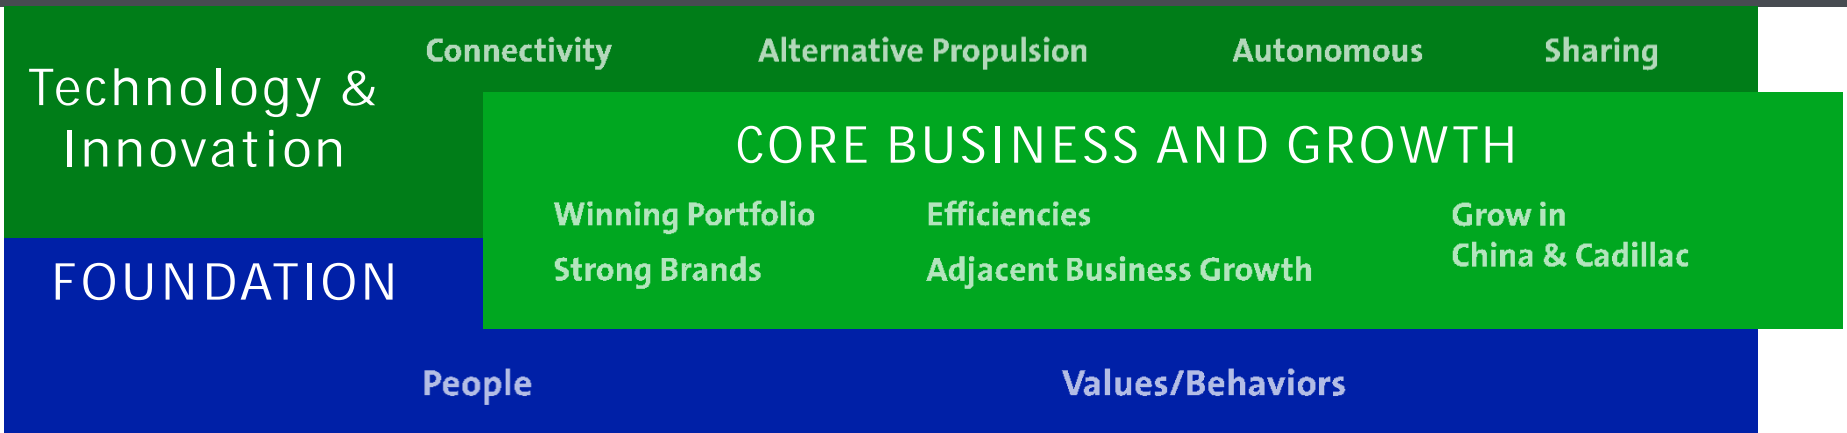 Connectivity Alternative Propulsion Autonomous Sharing
Technology &
Innovation
CORE BUSINESS AND GROWTH
Winning Portfolio Efficiencies Grow in
China & Cadillac
Strong Brands Adjacent Business Growth
FOUNDATION
People Values/Behaviors